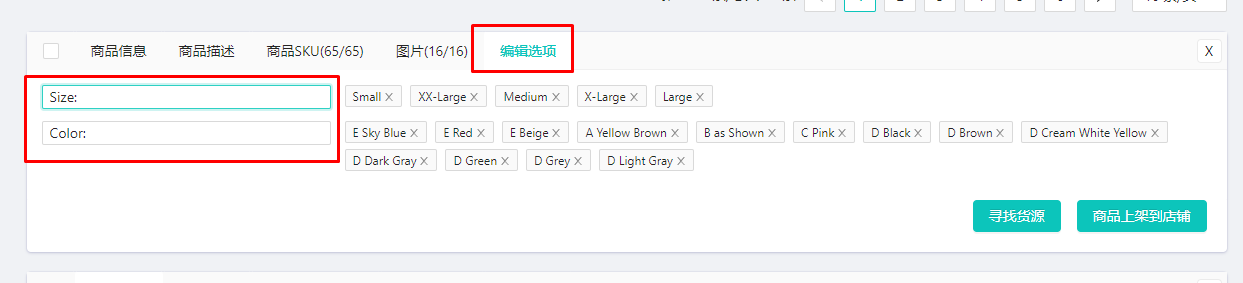 商品信息 商品描述 商品SKU(65/65) 图片(16/16) 编辑选项 X
Size: Small X XX-Large X Medium X X-Large X Large X
Color: E Sky Blue X E Red X E Beige X A Yellow Brown X B as Shown X C Pink X D Black X D Brown X D Cream White Yellow X
D Dark Gray X D Green X D Grey X D Light Gray X
寻找货源 商品上架到店铺